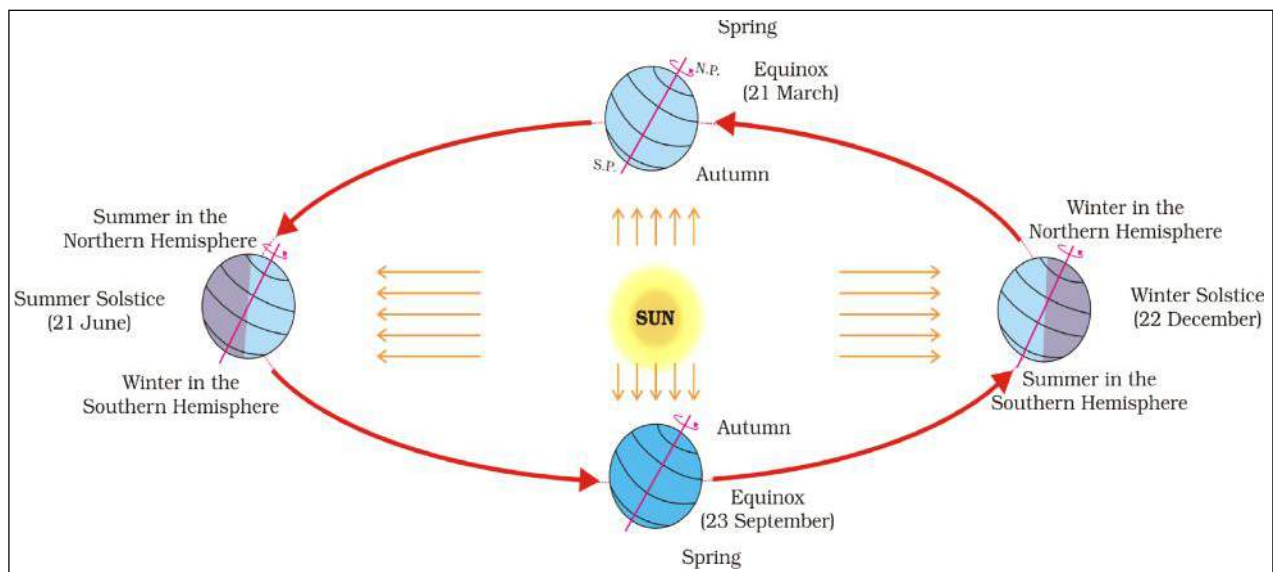 Spring
N.P.
Equinox
(21 March)
S.P.
Autumn
Summer in the
Northern Hemisphere
Winter in the
Northern Hemisphere
Summer Solstice
(21 June)
SUN
Winter Solstice
(22 December)
Winter in the
Southern Hemisphere
Summer in the
Southern Hemisphere
Autumn
Equinox
(23 September)
Spring